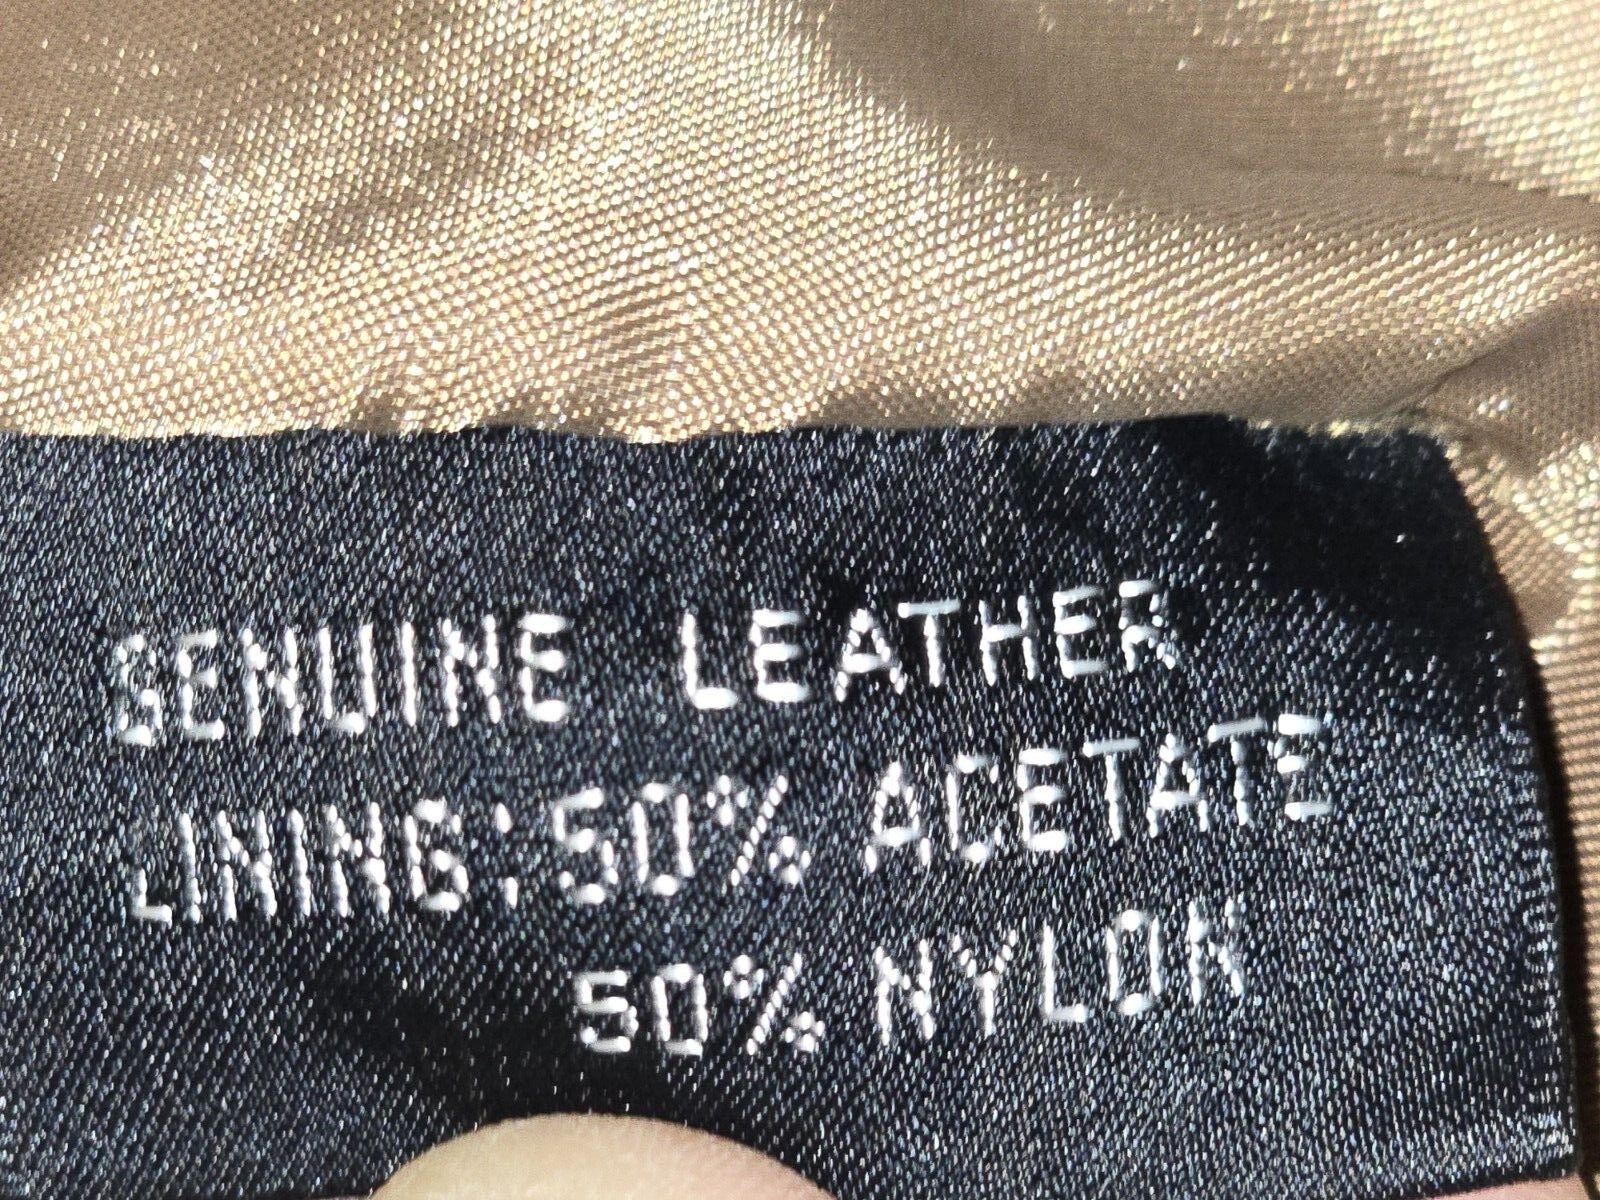 GENUINE LEATHER
LINING:50% ACETATE
50% NYLON